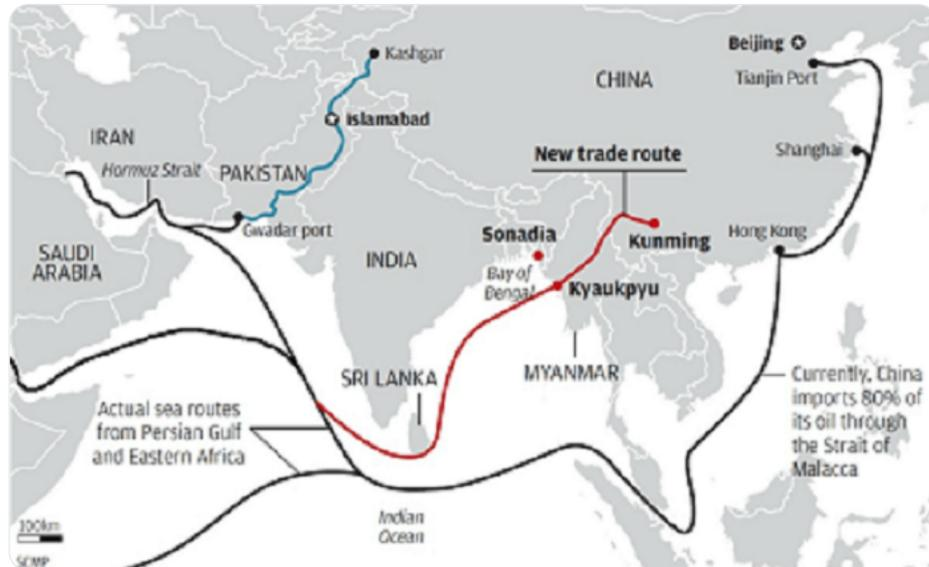 Kashgar
Beijing
Tianjin Port
CHINA
Islamabad
IRAN
Hormuz Strait
PAKISTAN
New trade route
Shanghai
Gwadar port
Sonadia
Kunming
Hong Kong
SAUDI
ARABIA
INDIA
Bay of
Bengal
Kyaukpyu
SRI LANKA
MYANMAR
Currently, China
imports 80% of
its oil through
the Strait of
Malacca
Actual sea routes
from Persian Gulf
and Eastern Africa
Indian
Ocean
100km
SCMP